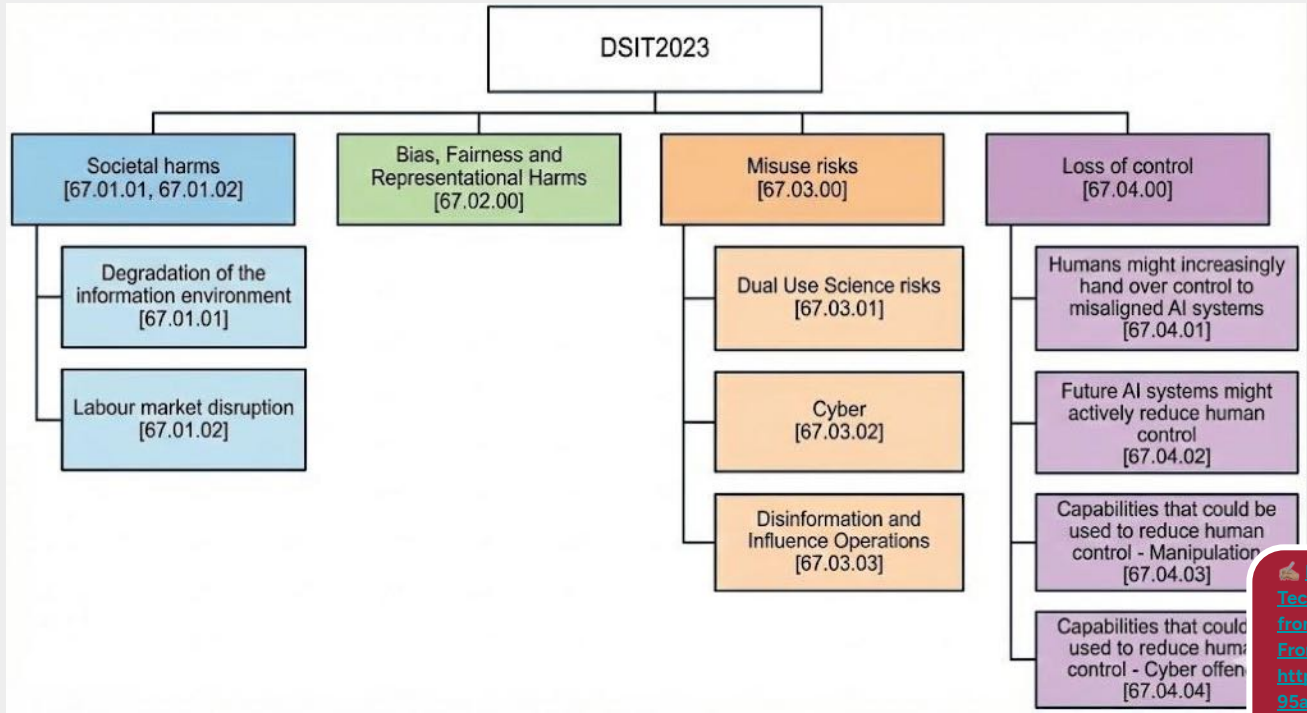 DSIT2023
Societal harms
[67.01.01, 67.01.02]
Degradation of the
information environment
[67.01.01]
Labour market disruption
[67.01.02]
Bias, Fairness and
Representational Harms
[67.02.00]
Misuse risks
[67.03.00]
Dual Use Science risks
[67.03.01]
Cyber
[67.03.02]
Disinformation and
Influence Operations
[67.03.03]
Loss of control
[67.04.00]
Humans might increasingly
hand over control to
misaligned AI systems
[67.04.01]
Future AI systems might
actively reduce human
control
[67.04.02]
Capabilities that could be
used to reduce human
control - Manipulation
[67.04.03]
Capabilities that could
used to reduce
control - Cyber
[67.04.04]